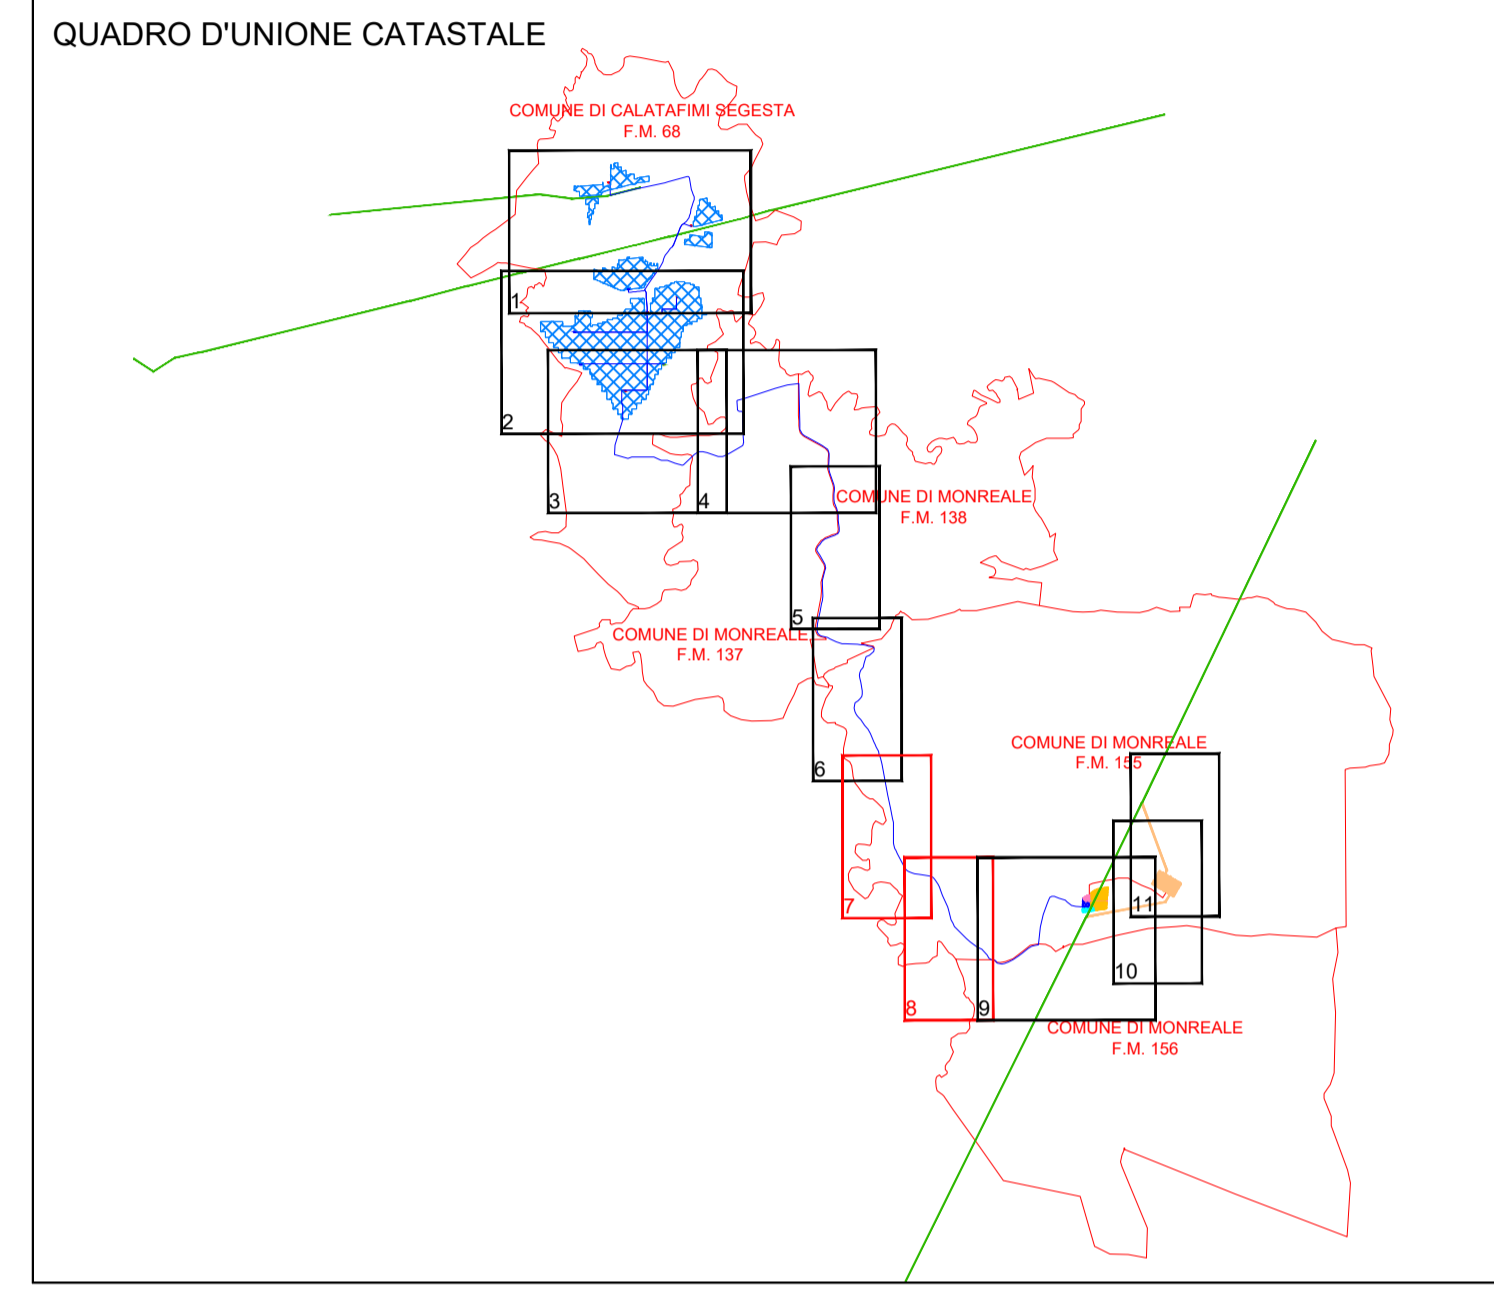 QUADRO D'UNIONE CATASTALE
COMUNE DI CALATAFIMI SEGESTA
F.M. 68
1
2
3
4
COMUNE DI MONREALE
F.M. 138
5
COMUNE DI MONREALE
F.M. 137
6
COMUNE DI MONREALE
F.M. 155
7
11
10
8
9
COMUNE DI MONREALE
F.M. 156